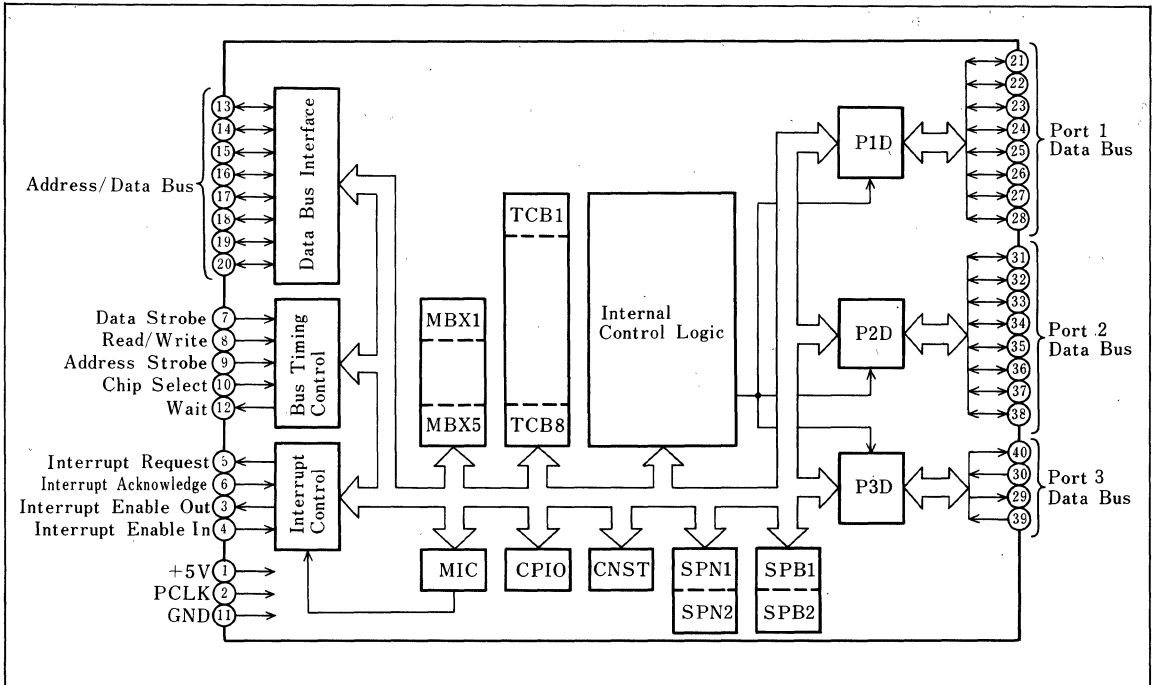 Address/Data Bus
13
14
15
16
17
18
19
20
Data Bus Interface
Data Strobe 7
Read/Write 8
Address Strobe 9
Chip Select 10
Wait 12
Bus Timing
Control
Interrupt Request 5
Interrupt Acknowledge 6
Interrupt Enable Out 3
Interrupt Enable In 4
Interrupt
Control
+5V 1
PCLK 2
GND 11
MBX1
MBX5
TCB1
TCB8
Internal
Control Logic
MIC
CPIO
CNST
SPN1
SPN2
SPB1
SPB2
P1D
P2D
P3D
21
22
23
24
25
26
27
28
Port 1
Data Bus
31
32
33
34
35
36
37
38
Port 2
Data Bus
40
30
29
39
Port 3
Data Bus